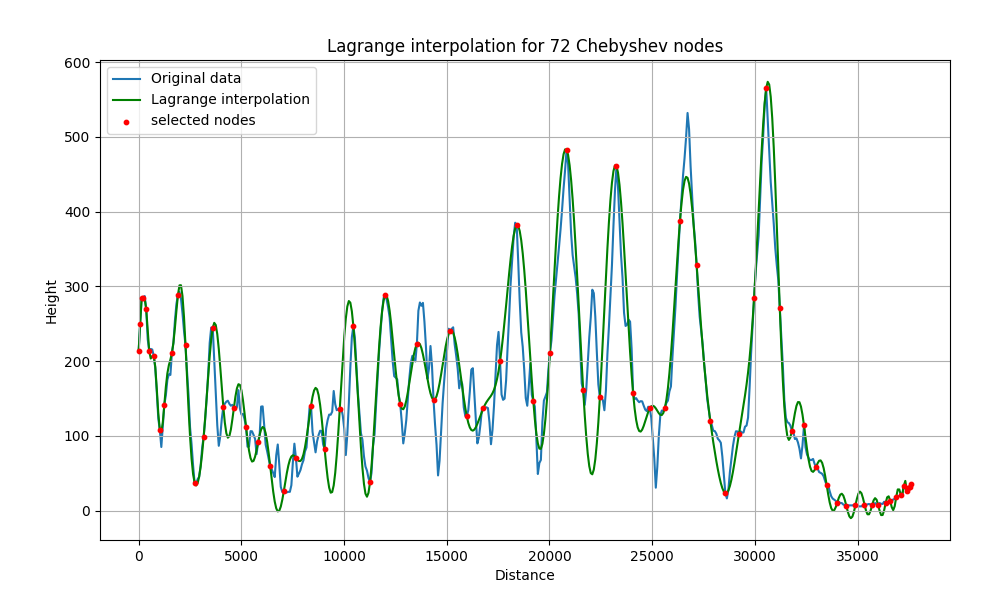 Lagrange interpolation for 72 Chebyshev nodes
Original data
Lagrange interpolation
selected nodes
600
500
400
300
200
100
0
Height
0
5000
10000
15000
20000
25000
30000
35000
Distance